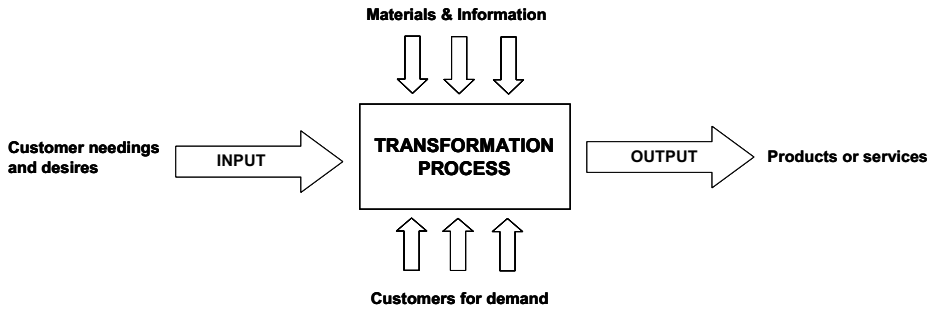 Materials & Information
Customer needings
and desires
INPUT
TRANSFORMATION
PROCESS
OUTPUT
Products or services
Customers for demand